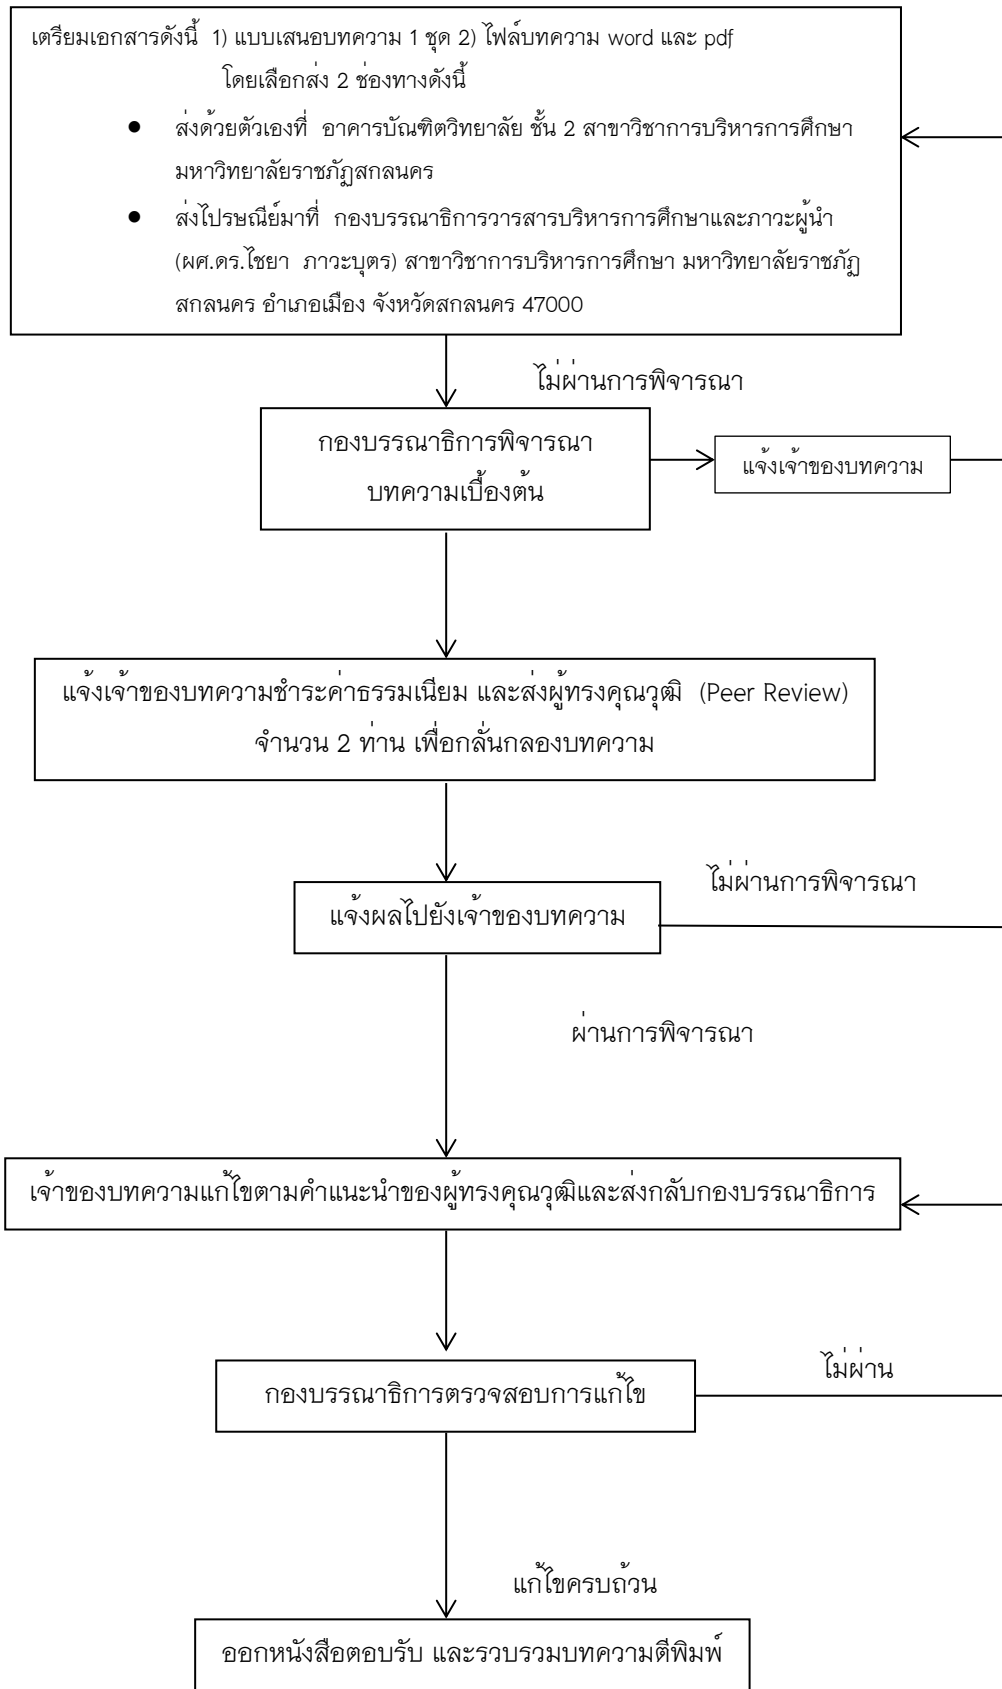 เตรียมเอกสารดังนี้ 1) แบบเสนอบทความ 1 ชุด 2) ไฟล์บทความ word และ pdf
โดยเลือกส่ง 2 ช่องทางดังนี้
● ส่งด้วยตัวเองที่ อาคารบัณฑิตวิทยาลัย ชั้น 2 สาขาวิชาการบริหารการศึกษา
มหาวิทยาลัยราชภัฏสกลนคร
● ส่งไปรษณีย์มาที่ กองบรรณาธิการวารสารบริหารการศึกษาและภาวะผู้นำ
(ผศ.ดร.ไชยา ภาวะบุตร) สาขาวิชาการบริหารการศึกษา มหาวิทยาลัยราชภัฏ
สกลนคร อำเภอเมือง จังหวัดสกลนคร 47000
ไม่ผ่านการพิจารณา
กองบรรณาธิการพิจารณา
บทความเบื้องต้น
แจ้งเจ้าของบทความ
แจ้งเจ้าของบทความชำระค่าธรรมเนียม และส่งผู้ทรงคุณวุฒิ (Peer Review)
จำนวน 2 ท่าน เพื่อกลั่นกลองบทความ
ไม่ผ่านการพิจารณา
แจ้งผลไปยังเจ้าของบทความ
ผ่านการพิจารณา
เจ้าของบทความแก้ไขตามคำแนะนำของผู้ทรงคุณวุฒิและส่งกลับกองบรรณาธิการ
ไม่ผ่าน
กองบรรณาธิการตรวจสอบการแก้ไข
แก้ไขครบถ้วน
ออกหนังสือตอบรับ และรวบรวมบทความตีพิมพ์